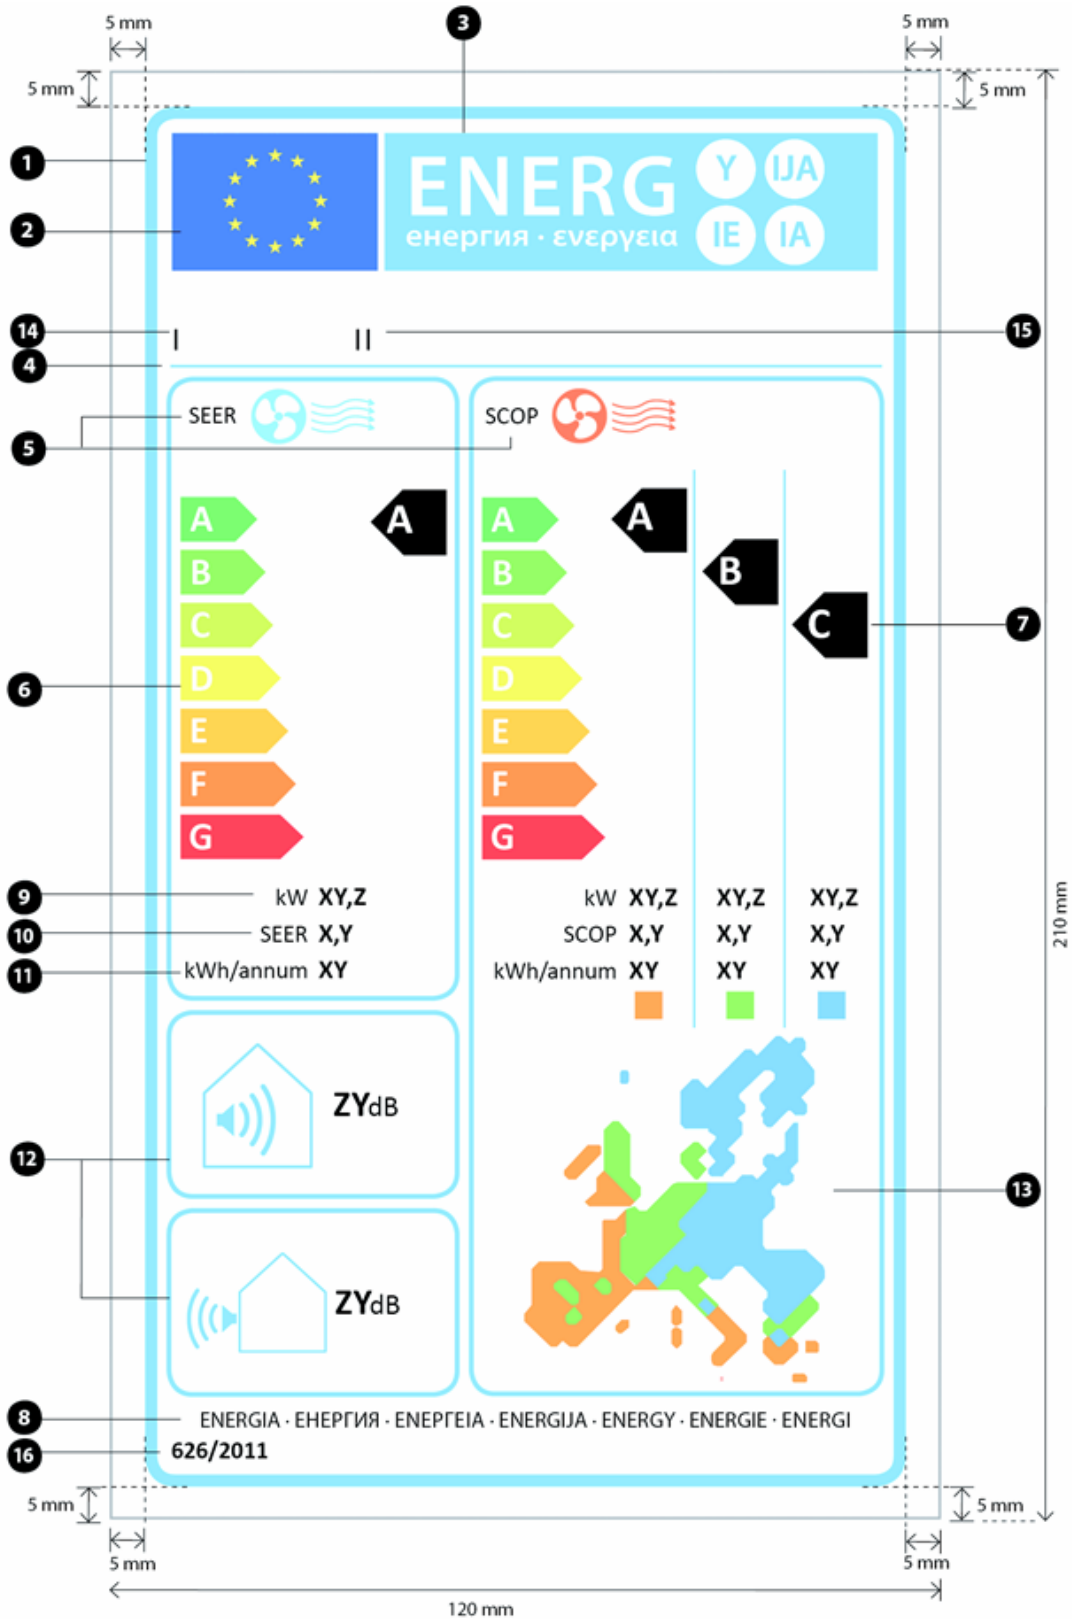 5 mm
3
5 mm
5 mm
5 mm
1
ENERG
Y
IJA
2
енергия · ενεργεια
IE
IA
14
I
II
15
4
SEER
SCOP
5
A
A
A
A
B
B
B
C
C
C
7
D
D
6
E
E
F
F
G
G
9
kW XY,Z
kW XY,Z XY,Z XY,Z
10
SEER X,Y
SCOP X,Y X,Y X,Y
11
kWh/annum XY
kWh/annum XY XY XY
210 mm
ZYdB
12
13
ZYdB
8
ENERGIA · ЕНЕРГИЯ · ΕΝΕΡΓΕΙΑ · ENERGIJA · ENERGY · ENERGIE · ENERGI
16
626/2011
5 mm
5 mm
5 mm
5 mm
120 mm